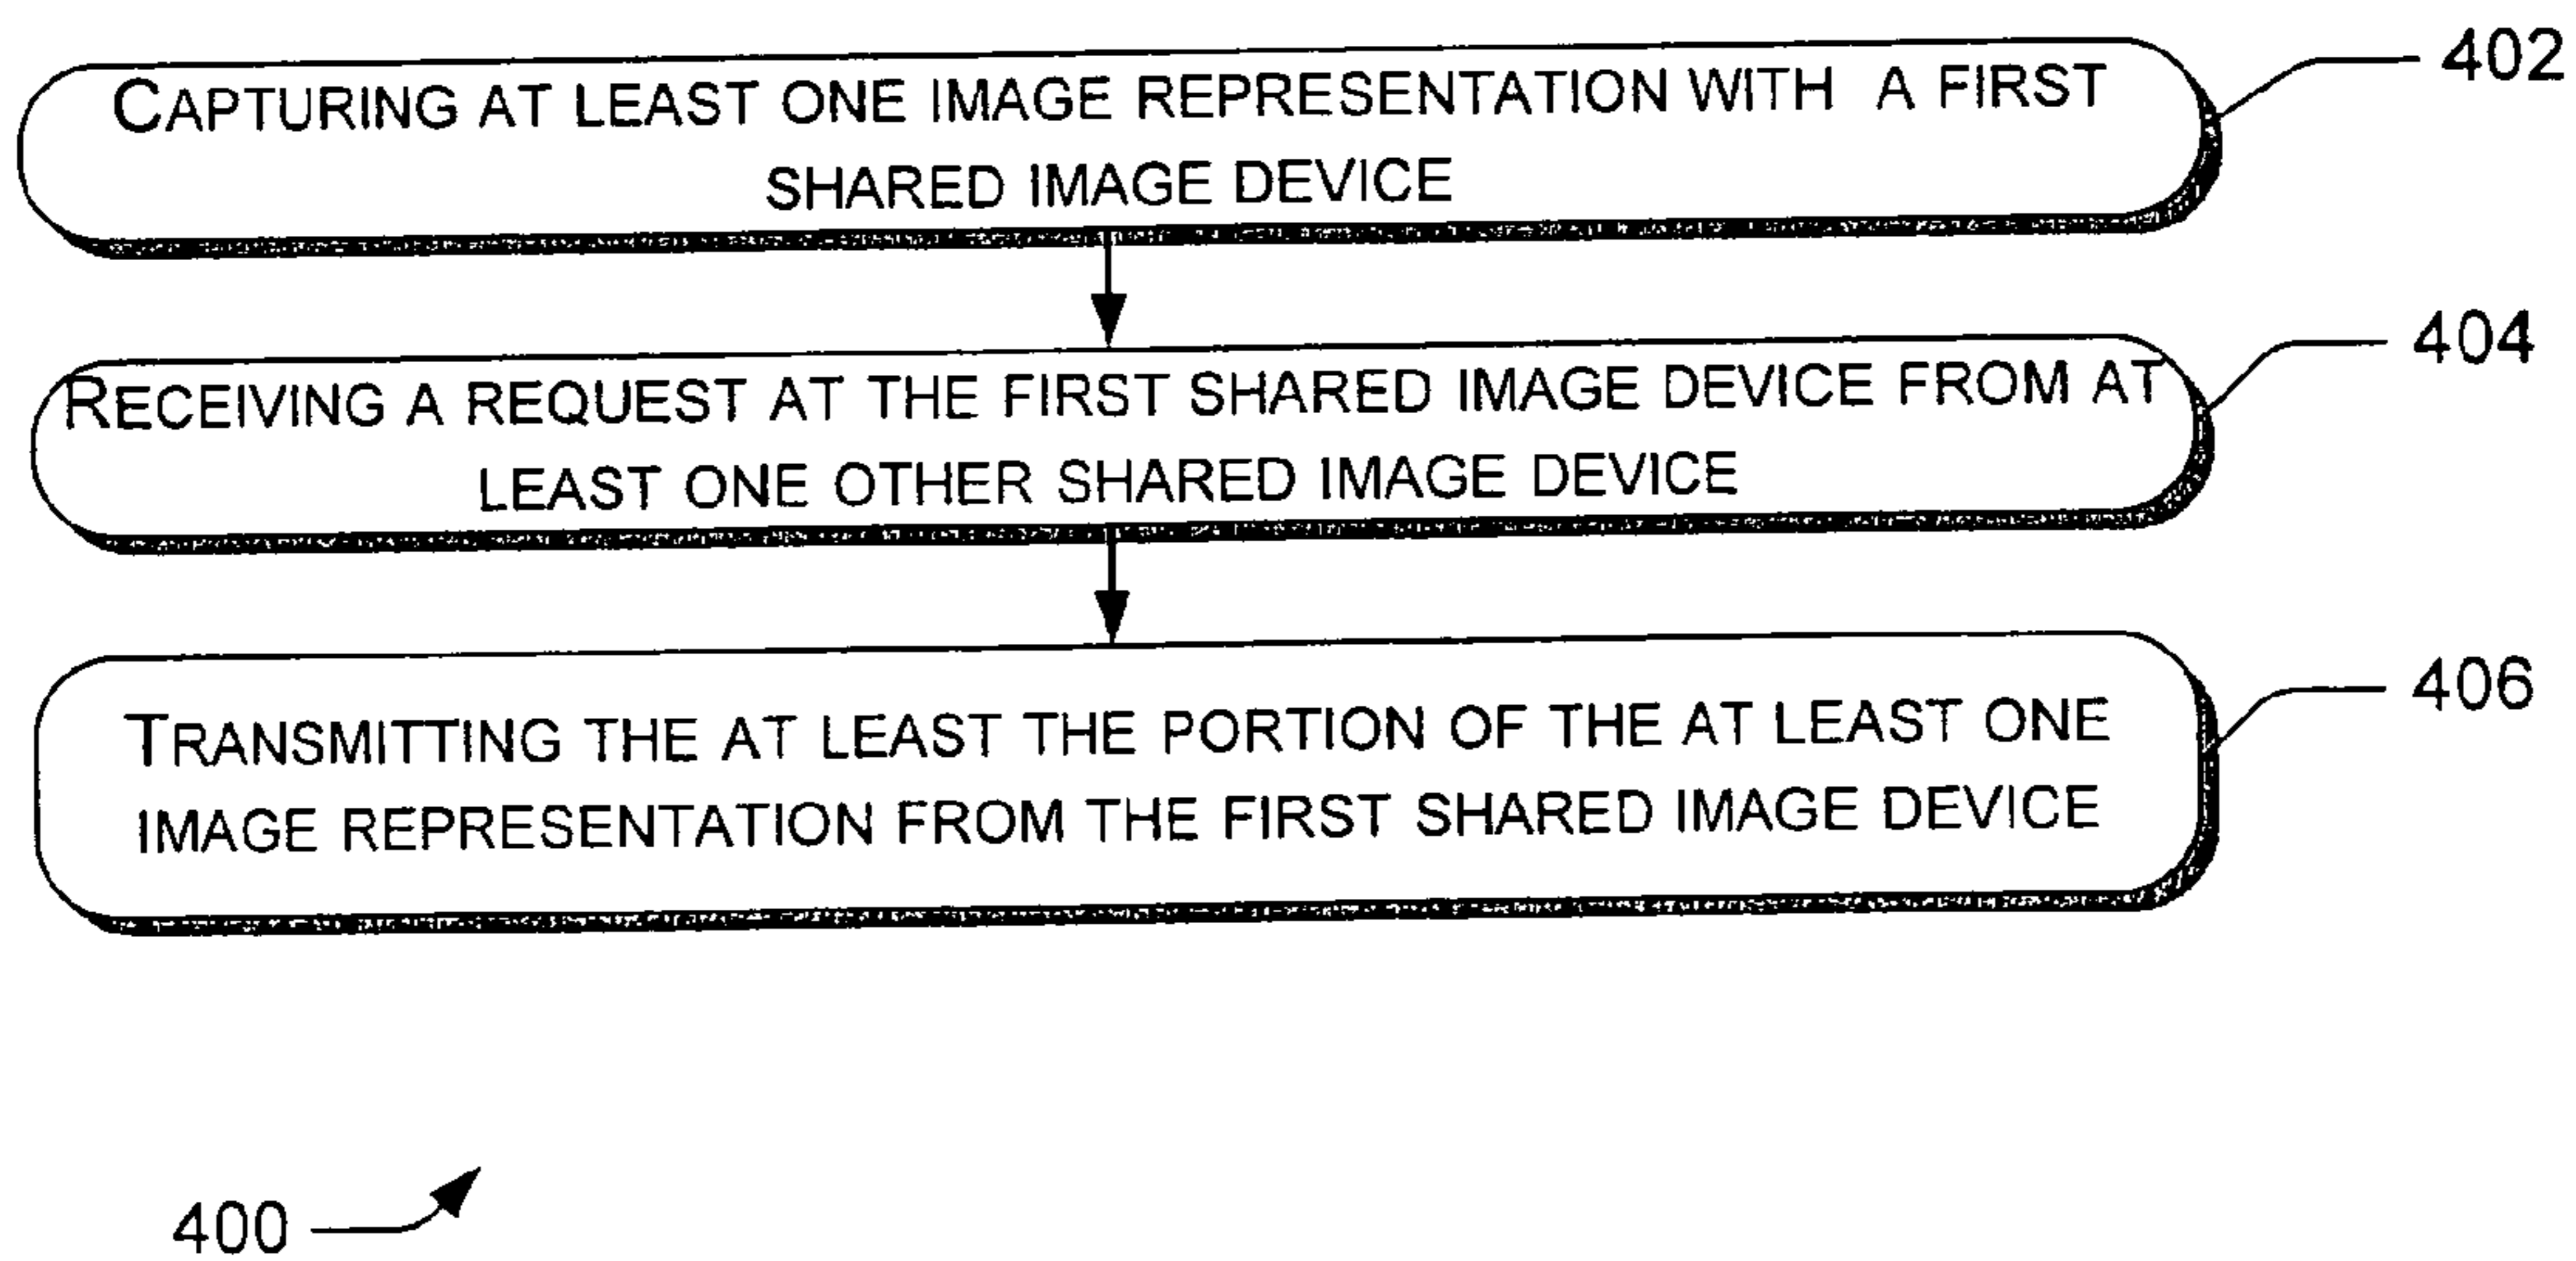 CAPTURING AT LEAST ONE IMAGE REPRESENTATION WITH A FIRST
SHARED IMAGE DEVICE
402
RECEIVING A REQUEST AT THE FIRST SHARED IMAGE DEVICE FROM AT
LEAST ONE OTHER SHARED IMAGE DEVICE
404
TRANSMITTING THE AT LEAST THE PORTION OF THE AT LEAST ONE
IMAGE REPRESENTATION FROM THE FIRST SHARED IMAGE DEVICE
406
400